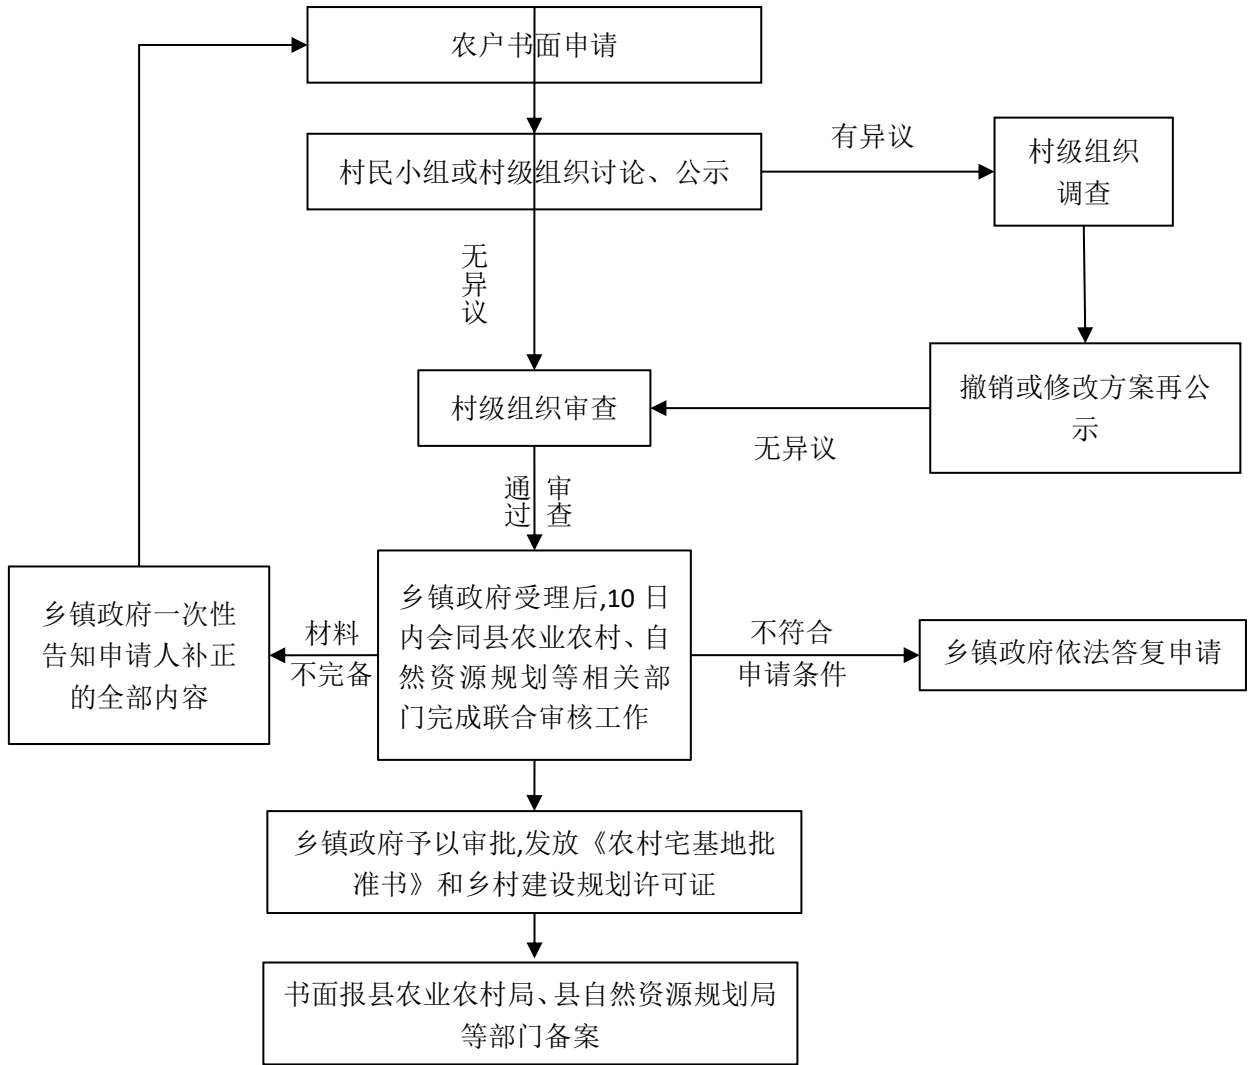 农户书面申请
村民小组或村级组织讨论、公示
有异议
村级组织
调查
无异议
撤销或修改方案再公
示
无异议
村级组织审查
审查
通过
乡镇政府受理后,10 日
内会同县农业农村、自
然资源规划等相关部
门完成联合审核工作
材料
不完备
乡镇政府一次性
告知申请人补正
的全部内容
不符合
申请条件
乡镇政府依法答复申请
乡镇政府予以审批,发放《农村宅基地批
准书》和乡村建设规划许可证
书面报县农业农村局、县自然资源规划局
等部门备案